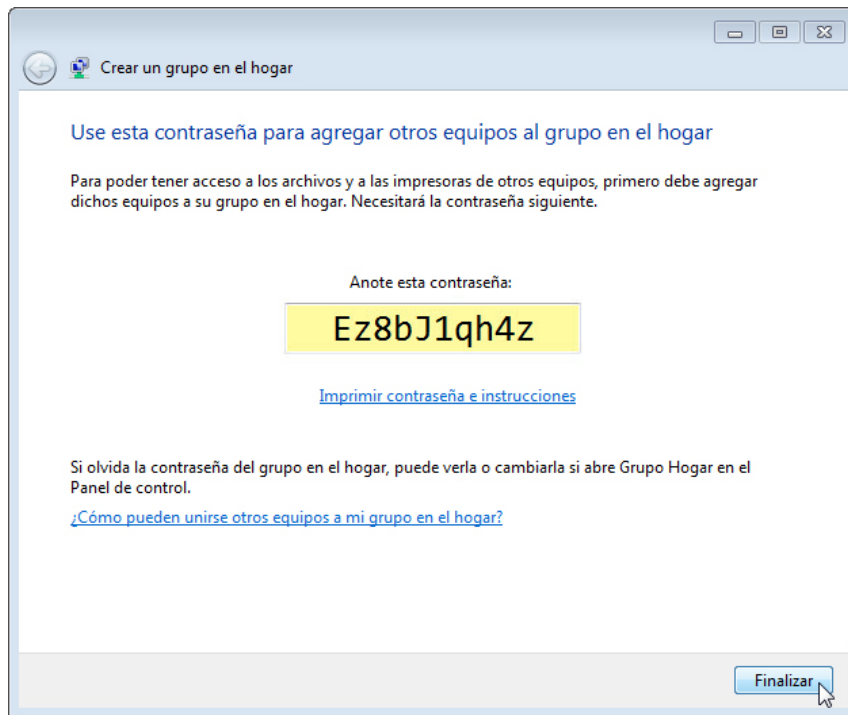 Crear un grupo en el hogar
Use esta contraseña para agregar otros equipos al grupo en el hogar
Para poder tener acceso a los archivos y a las impresoras de otros equipos, primero debe agregar
dichos equipos a su grupo en el hogar. Necesitará la contraseña siguiente.
Anote esta contraseña:
Ez8bJ1qh4z
Imprimir contraseña e instrucciones
Si olvida la contraseña del grupo en el hogar, puede verla o cambiarla si abre Grupo Hogar en el
Panel de control.
¿Cómo pueden unirse otros equipos a mi grupo en el hogar?
Finalizar